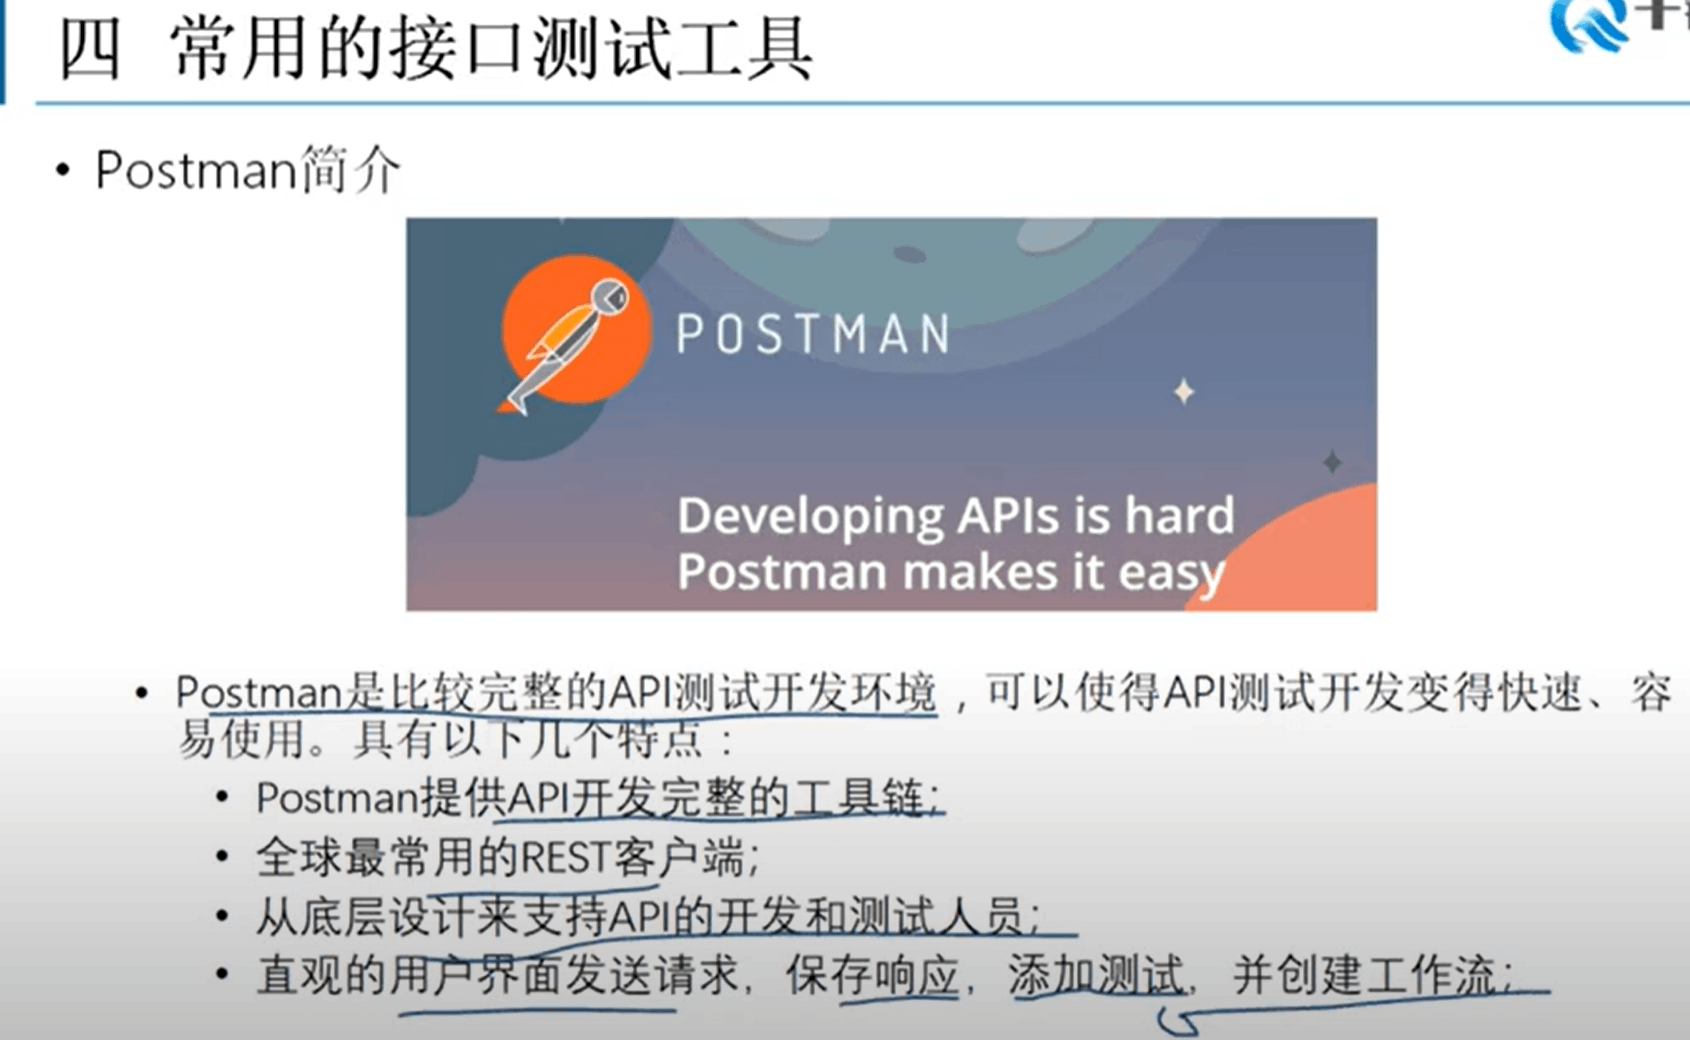 四 常用的接口测试工具
• Postman简介
POSTMAN
Developing APIs is hard
Postman makes it easy
• Postman是比较完整的API测试开发环境，可以使得API测试开发变得快速、容
易使用。具有以下几个特点：
• Postman提供API开发完整的工具链;
• 全球最常用的REST客户端;
• 从底层设计来支持API的开发和测试人员;
• 直观的用户界面发送请求, 保存响应, 添加测试, 并创建工作流;